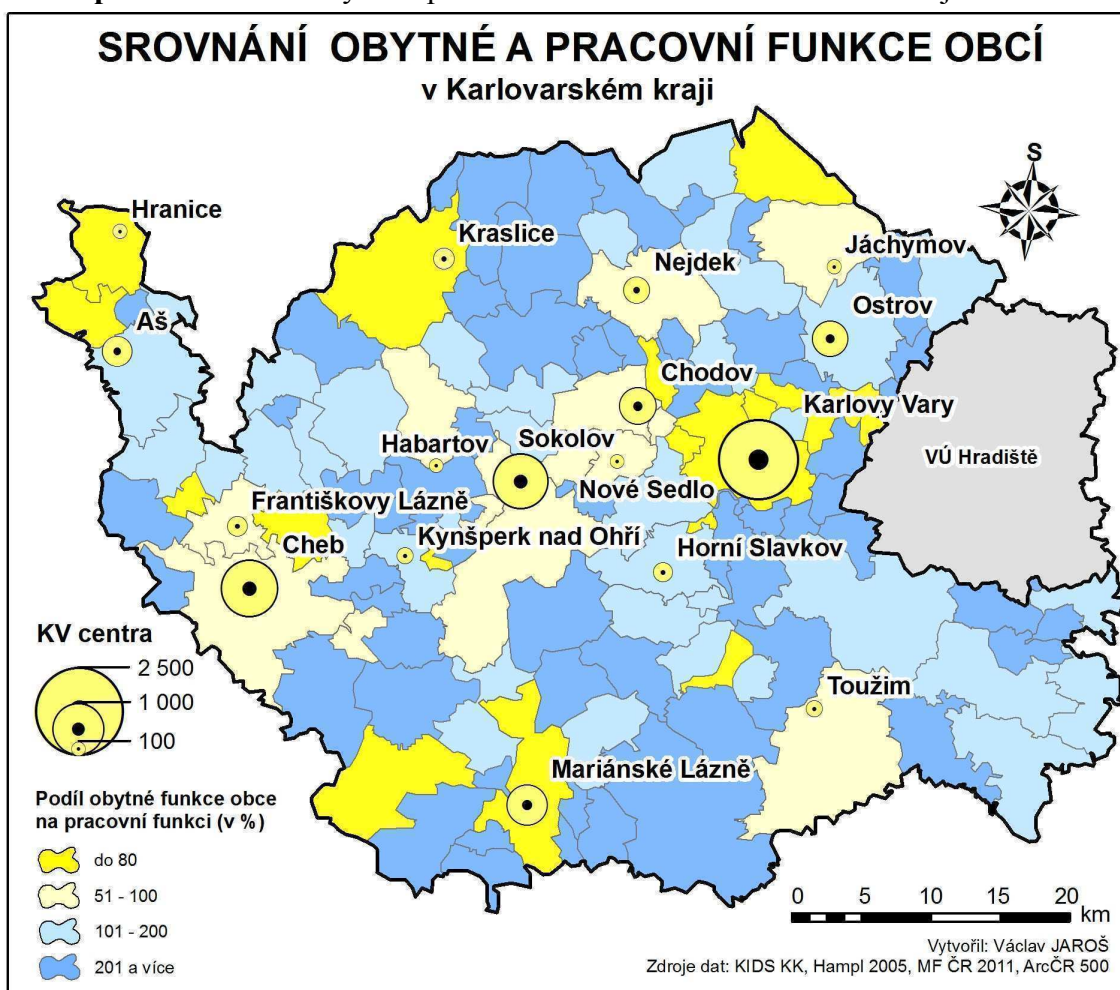 SROVNÁNÍ OBYTNÉ A PRACOVNÍ FUNKCE OBCÍ
v Karlovarském kraji
S
Hranice
Kraslice
Nejdek
Jáchymov
Aš
Ostrov
Chodov
Karlovy Vary
Habartov
Sokolov
VÚ Hradiště
Františkovy Lázně
Nové Sedlo
Cheb
Kynšperk nad Ohří
Horní Slavkov
KV centra
2 500
1 000
100
Toužim
Mariánské Lázně
Podíl obytné funkce obce
na pracovní funkci (v %)
do 80
51 - 100
101 - 200
201 a více
0 5 10 15 20
km
Vytvořil: Václav JAROŠ
Zdroje dat: KIDS KK, Hampl 2005, MF ČR 2011, ArcČR 500